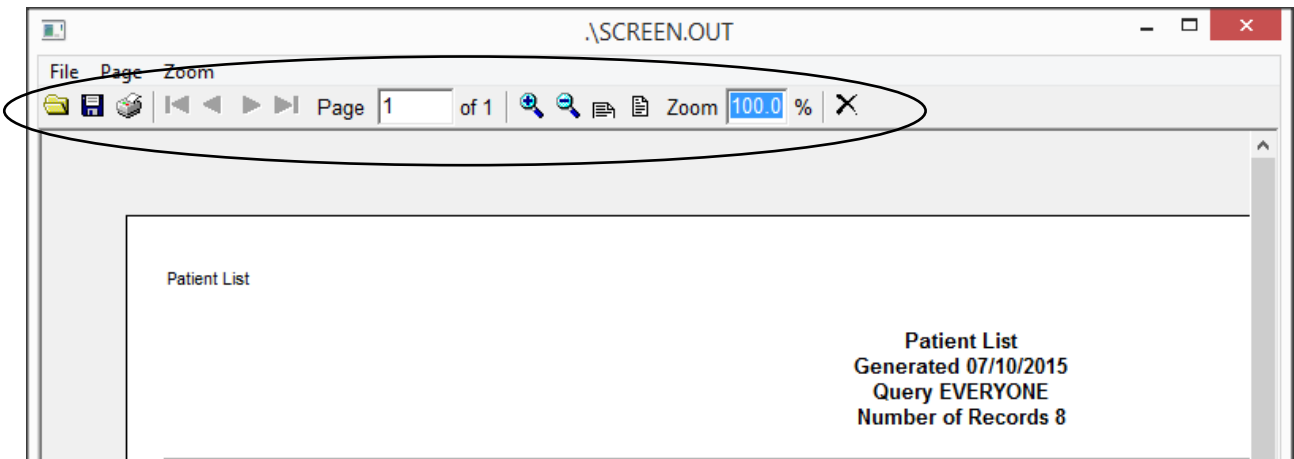 .\SCREEN.OUT
File Page Zoom
Page 1 of 1 Zoom 100.0 %
Patient List
Patient List
Generated 07/10/2015
Query EVERYONE
Number of Records 8